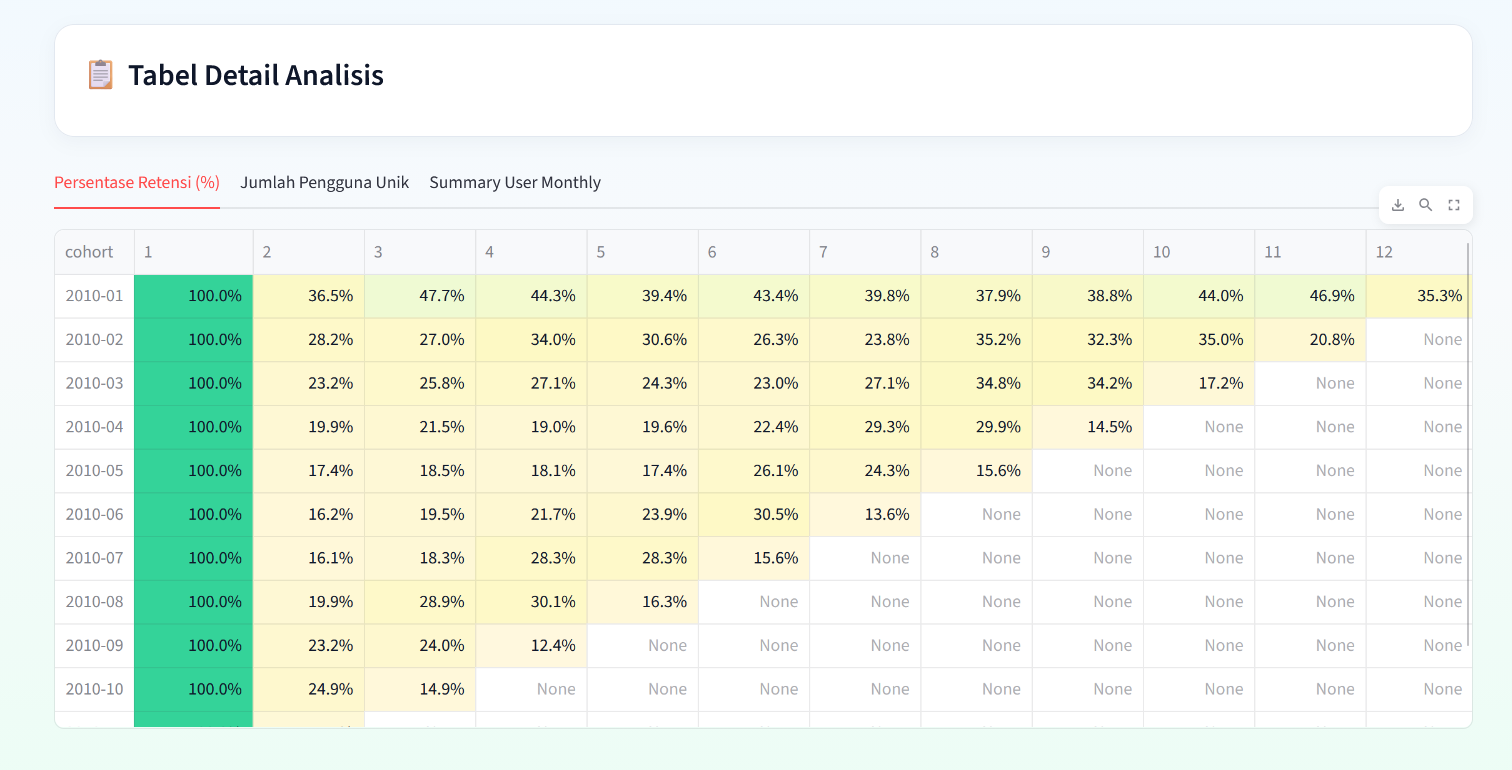 Tabel Detail Analisis
Persentase Retensi (%) Jumlah Pengguna Unik Summary User Monthly
cohort 1 2 3 4 5 6 7 8 9 10 11 12
2010-01 100.0% 36.5% 47.7% 44.3% 39.4% 43.4% 39.8% 37.9% 38.8% 44.0% 46.9% 35.3%
2010-02 100.0% 28.2% 27.0% 34.0% 30.6% 26.3% 23.8% 35.2% 32.3% 35.0% 20.8% None
2010-03 100.0% 23.2% 25.8% 27.1% 24.3% 23.0% 27.1% 34.8% 34.2% 17.2% None None
2010-04 100.0% 19.9% 21.5% 19.0% 19.6% 22.4% 29.3% 29.9% 14.5% None None None
2010-05 100.0% 17.4% 18.5% 18.1% 17.4% 26.1% 24.3% 15.6% None None None None
2010-06 100.0% 16.2% 19.5% 21.7% 23.9% 30.5% 13.6% None None None None None
2010-07 100.0% 16.1% 18.3% 28.3% 28.3% 15.6% None None None None None None
2010-08 100.0% 19.9% 28.9% 30.1% 16.3% None None None None None None None
2010-09 100.0% 23.2% 24.0% 12.4% None None None None None None None None
2010-10 100.0% 24.9% 14.9% None None None None None None None None None